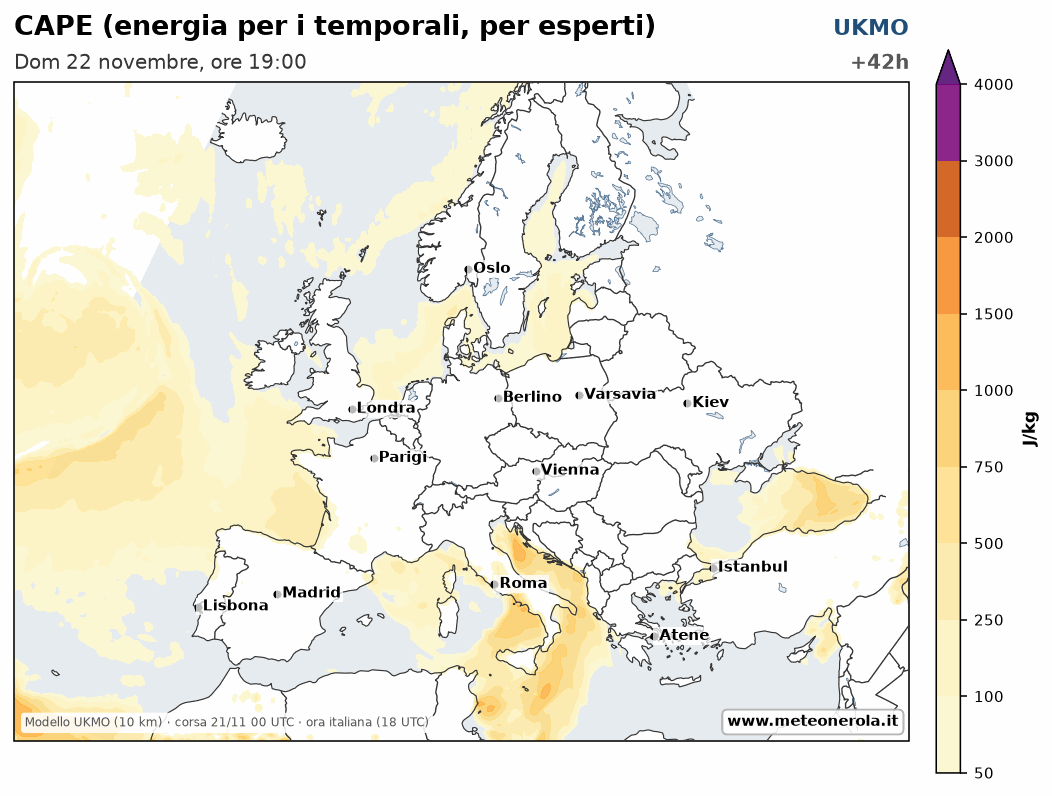 CAPE (energia per i temporali, per esperti)
UKMO
Dom 22 novembre, ore 19:00
+42h
4000
3000
2000
1500
1000
750
500
250
100
50
J/kg
Oslo
Londra
Berlino
Varsavia
Kiev
Parigi
Vienna
Istanbul
Roma
Madrid
Lisbona
Atene
Modello UKMO (10 km) · corsa 21/11 00 UTC · ora italiana (18 UTC)
www.meteonerola.it